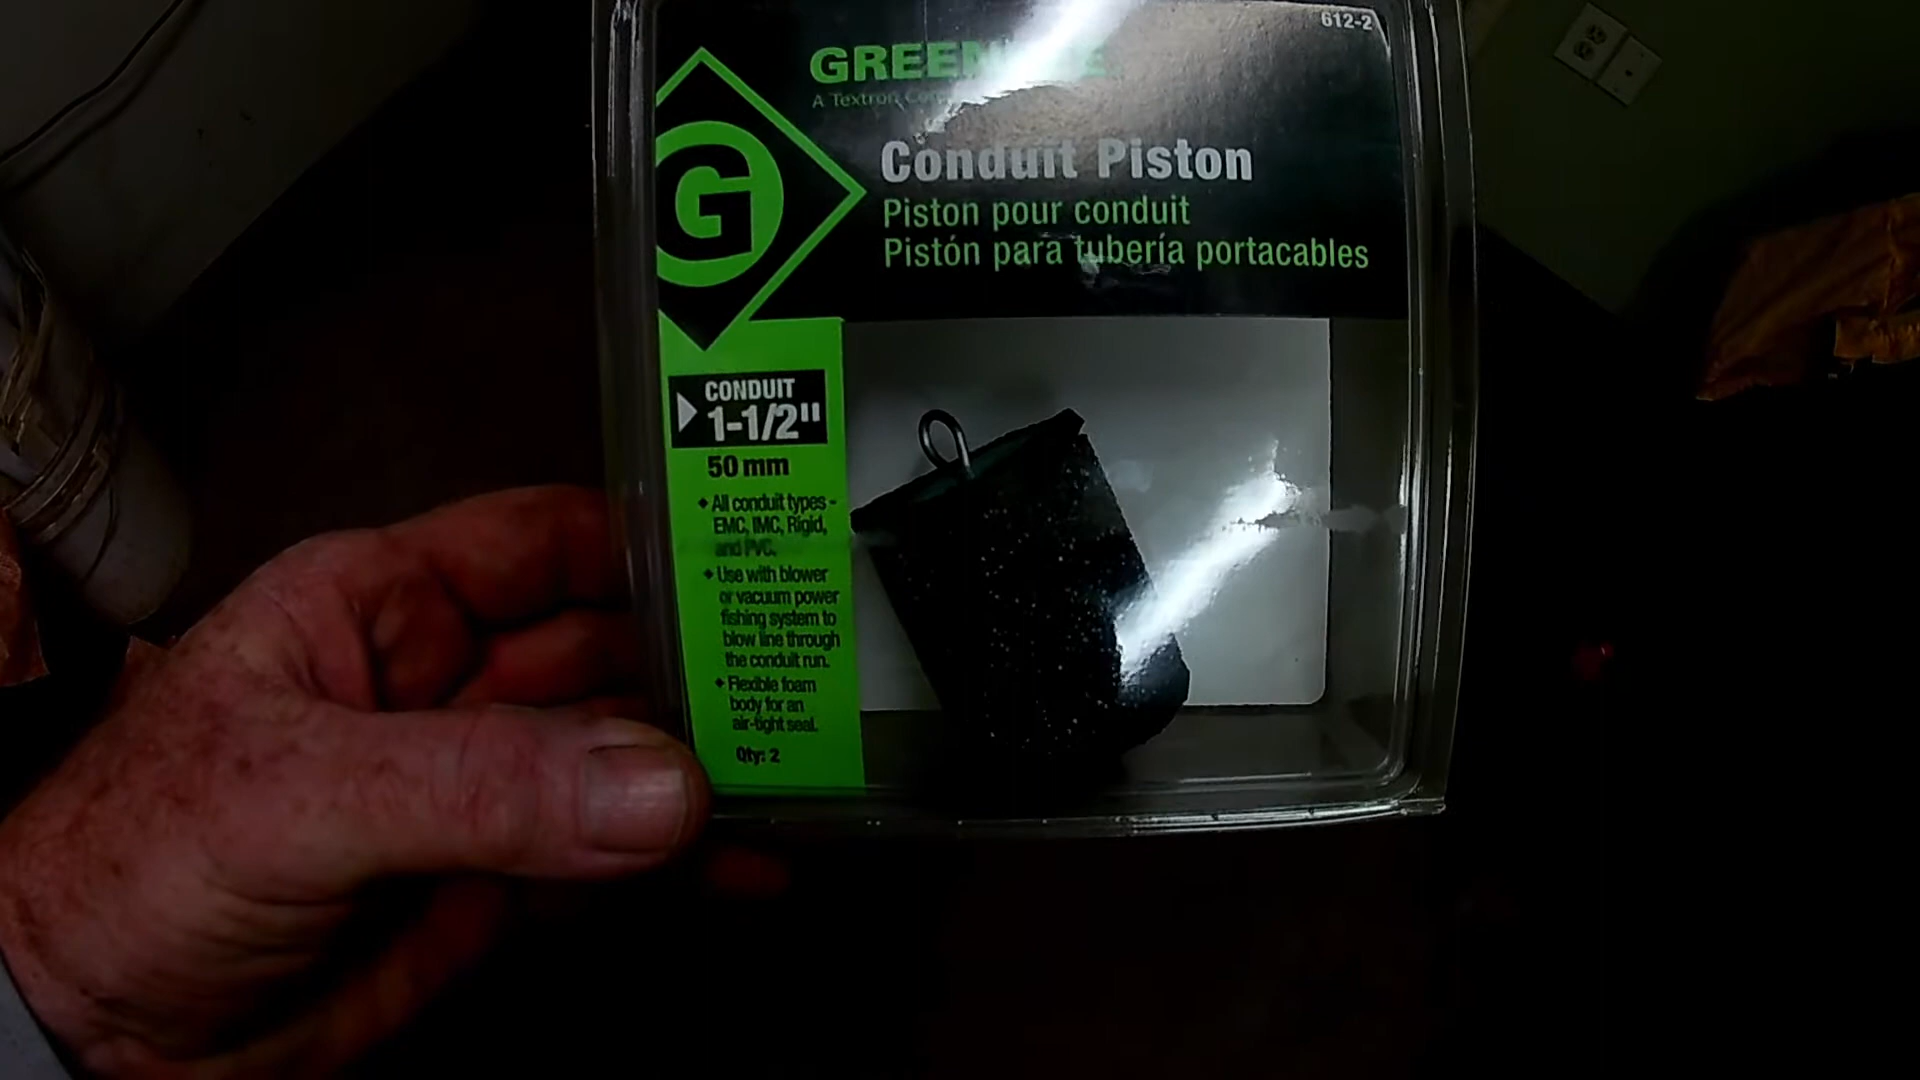 612-2
A Textron
Conduit Piston
Piston pour conduit
Pistón para tubería portacables
G
CONDUIT
1-1/2"
50 mm
All conduit types -
EMC, IMC, Rigid,
and PVC.
Use with blower
or vacuum power
fishing system to
blow line through
the conduit run.
Flexible foam
body for an
air-tight seal.
Qty: 2